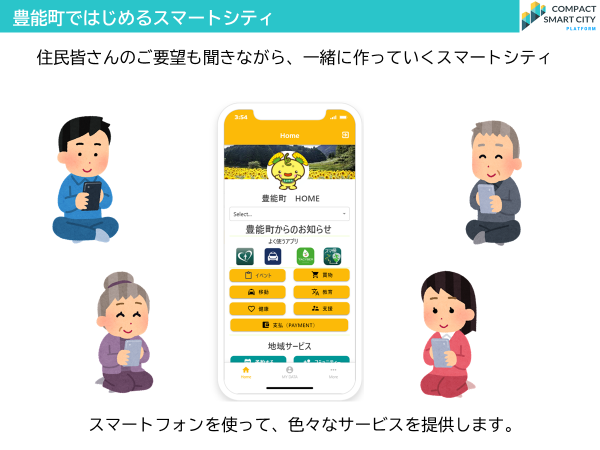 豊能町ではじめるスマートシティ
COMPACT
SMART CITY
PLATFORM
住民皆さんのご要望も聞きながら、一緒に作っていくスマートシティ
3:54
Home
豊能町 HOME
Select...
豊能町からのお知らせ
よく使うアプリ
イベント
買物
移動
教育
健康
支援
支払（PAYMENT）
地域サービス
Home
MY DATA
More
スマートフォンを使って、色々なサービスを提供します。